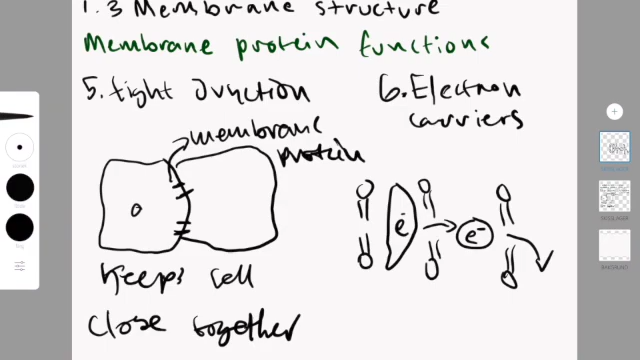 1.3 Membrane structure
Membrane protein functions
5. tight Junction
6. Electron
carriers
membrane
protein
e-
e-
Keeps cell
close together